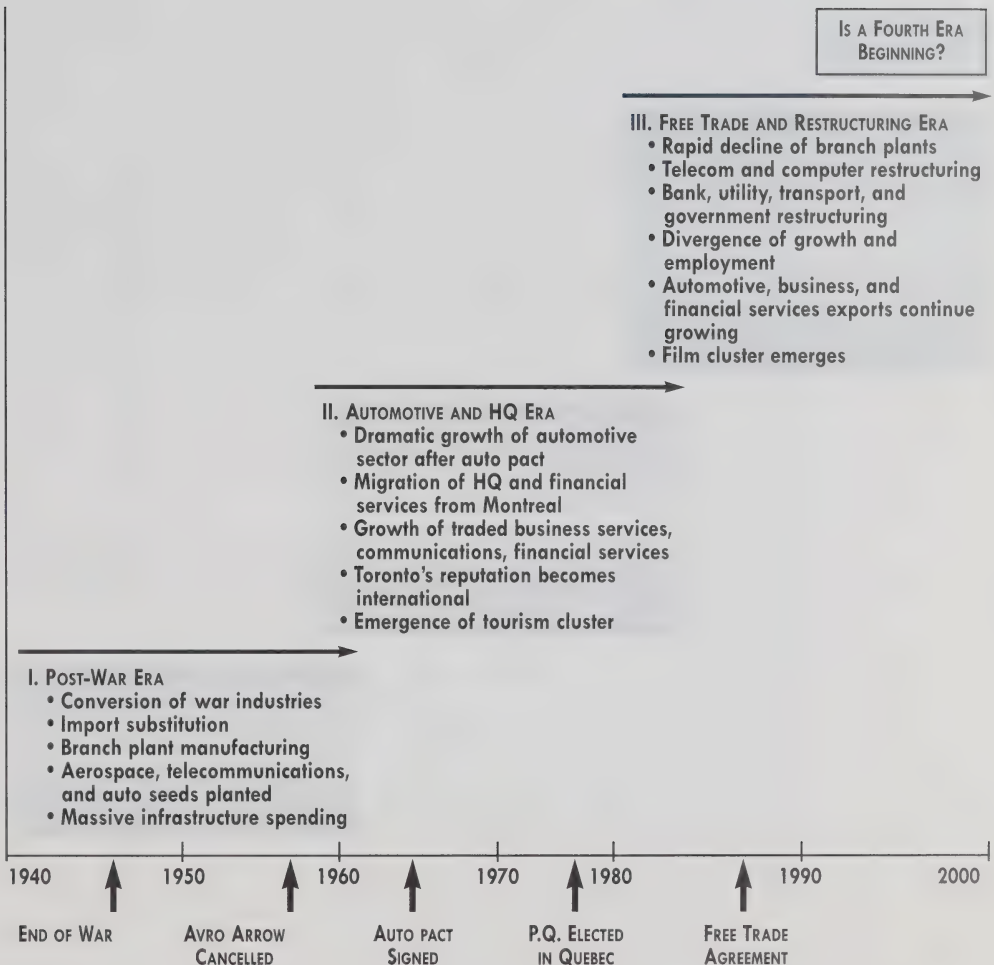 Is a Fourth Era
Beginning?
III. Free Trade and Restructuring Era
• Rapid decline of branch plants
• Telecom and computer restructuring
• Bank, utility, transport, and
government restructuring
• Divergence of growth and
employment
• Automotive, business, and
financial services exports continue
growing
• Film cluster emerges
II. Automotive and HQ Era
• Dramatic growth of automotive
sector after auto pact
• Migration of HQ and financial
services from Montreal
• Growth of traded business services,
communications, financial services
• Toronto's reputation becomes
international
• Emergence of tourism cluster
I. Post-War Era
• Conversion of war industries
• Import substitution
• Branch plant manufacturing
• Aerospace, telecommunications,
and auto seeds planted
• Massive infrastructure spending
1940 1950 1960 1970 1980 1990 2000
End of War
Avro Arrow
Cancelled
Auto pact
Signed
P.Q. Elected
in Quebec
Free Trade
Agreement